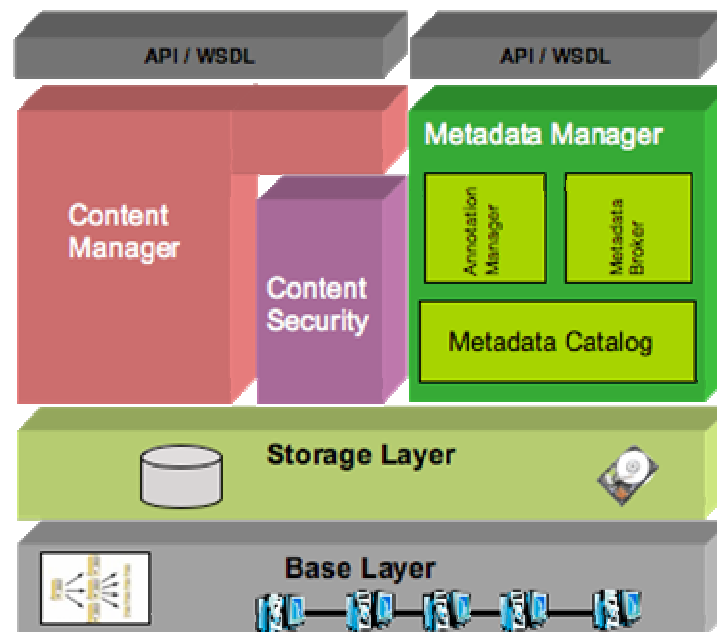 API / WSDL
API / WSDL
Content
Manager
Content
Security
Metadata Manager
Annotation
Manager
Metadata
Broker
Metadata Catalog
Storage Layer
Base Layer